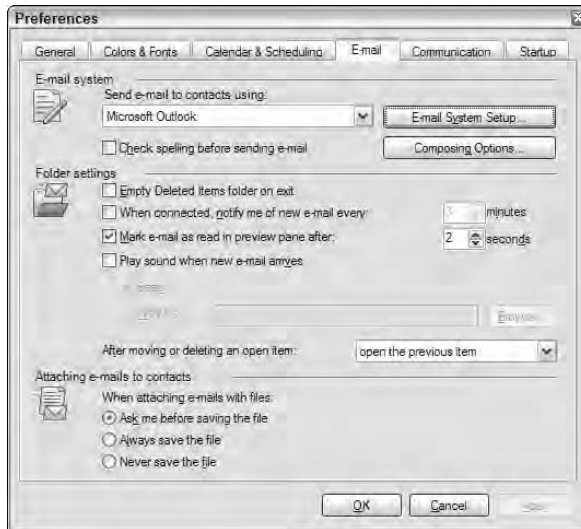 Preferences
General Colors & Fonts Calendar & Scheduling E-mail Communication Startup
E-mail system
Send e-mail to contacts using:
Microsoft Outlook E-mail System Setup...
Check spelling before sending e-mail Composing Options...
Folder settings
Empty Deleted Items folder on exit
When connected, notify me of new e-mail every: 3 minutes
Mark e-mail as read in preview pane after: 2 seconds
Play sound when new e-mail arrives
Browse...
After moving or deleting an open item: open the previous item
Attaching e-mails to contacts
When attaching e-mails with files:
Ask me before saving the file
Always save the file
Never save the file
OK Cancel